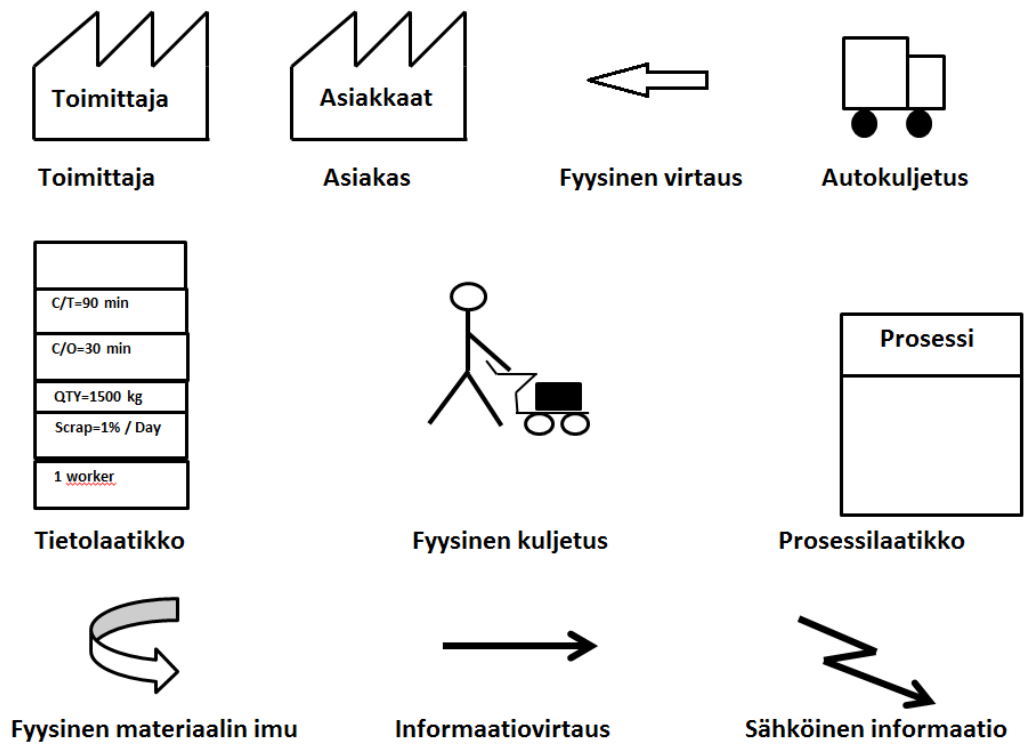 Toimittaja
Asiakkaat
Toimittaja
Asiakas
Fyysinen virtaus
Autokuljetus
C/T=90 min
C/O=30 min
QTY=1500 kg
Scrap=1% / Day
1 worker
Prosessi
Tietolaatikko
Fyysinen kuljetus
Prosessilaatikko
Fyysinen materiaalin imu
Informaatiovirtaus
Sähköinen informaatio